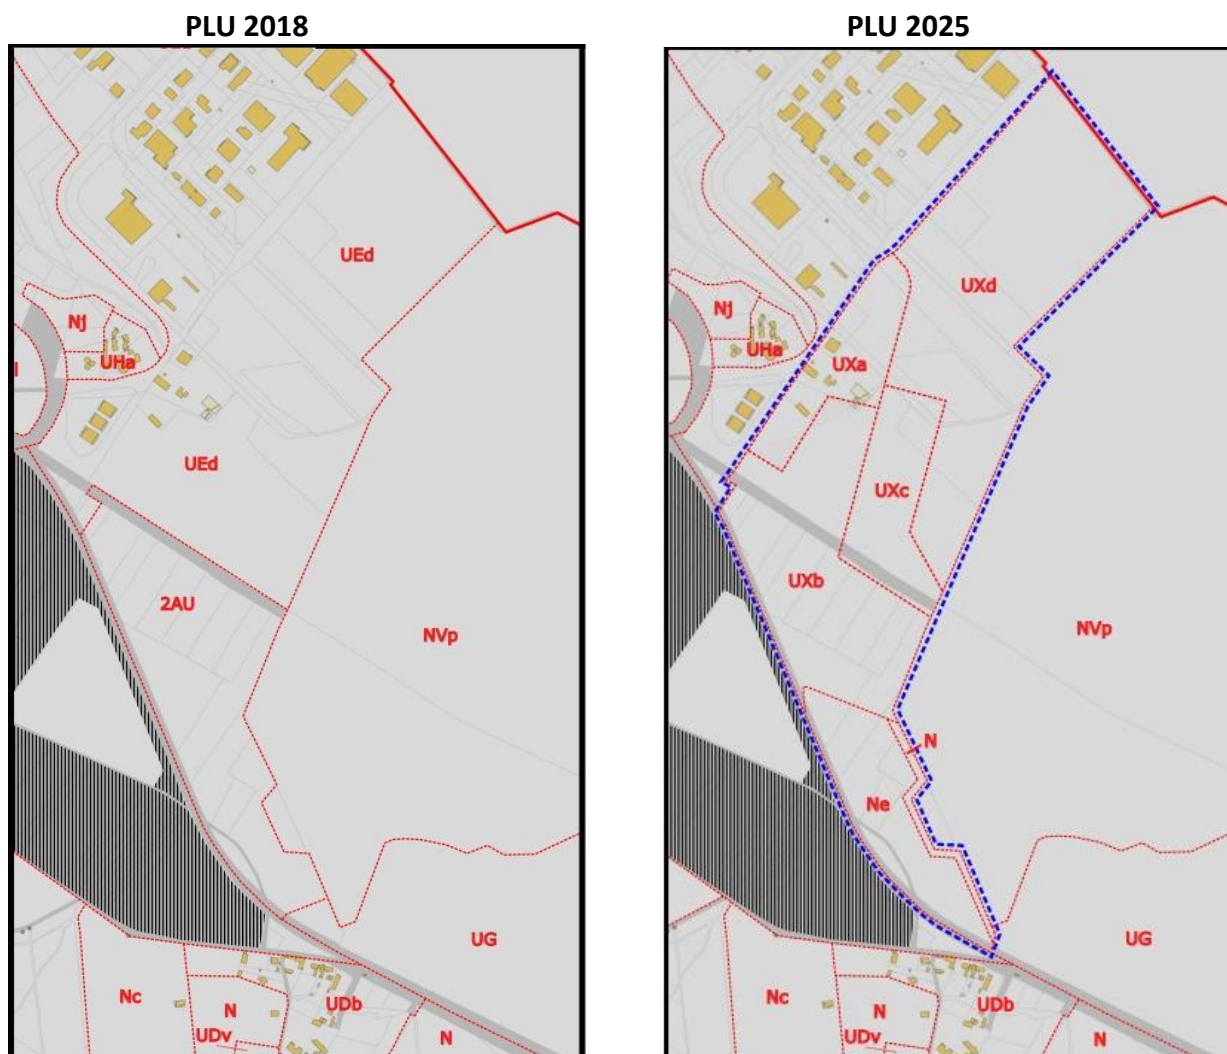 PLU 2018
PLU 2025
UEd
Nj
UHa
UEd
2AU
NVp
UG
Nc
N
UDv
UDb
N
UXd
Nj
UHa
UXa
UXc
UXb
NVp
N
Ne
UG
Nc
N
UDv
UDb
N